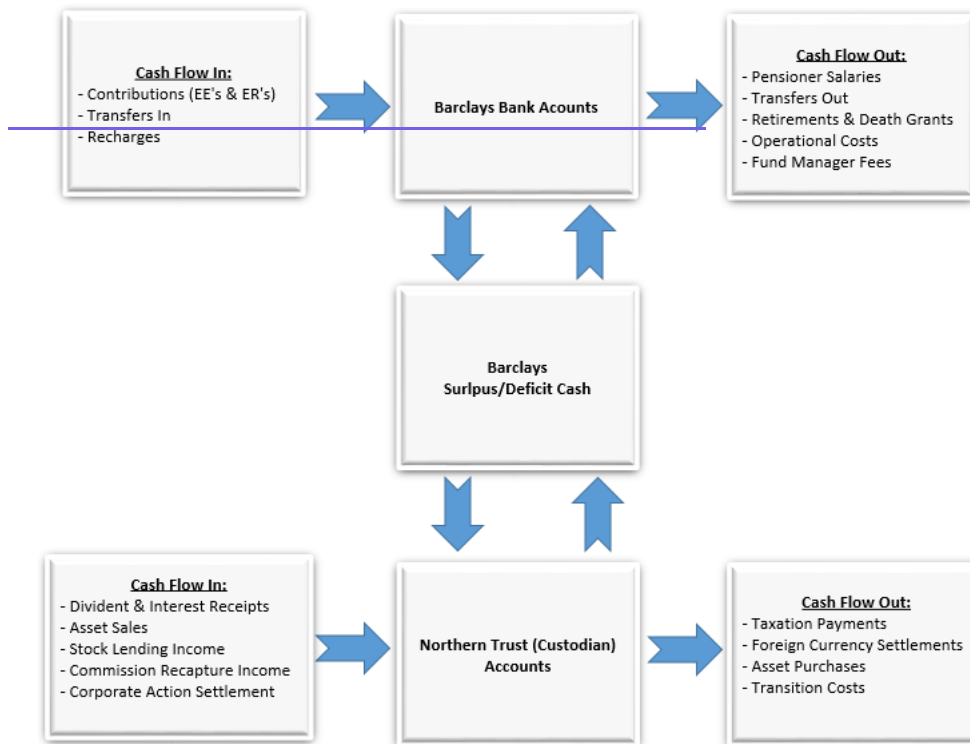 Cash Flow In:
- Contributions (EE's & ER's)
- Transfers In
- Recharges
Barclays Bank Acounts
Cash Flow Out:
- Pensioner Salaries
- Transfers Out
- Retirements & Death Grants
- Operational Costs
- Fund Manager Fees
Barclays
Surlpus/Deficit Cash
Cash Flow In:
- Divident & Interest Receipts
- Asset Sales
- Stock Lending Income
- Commission Recapture Income
- Corporate Action Settlement
Northern Trust (Custodian)
Accounts
Cash Flow Out:
- Taxation Payments
- Foreign Currency Settlements
- Asset Purchases
- Transition Costs